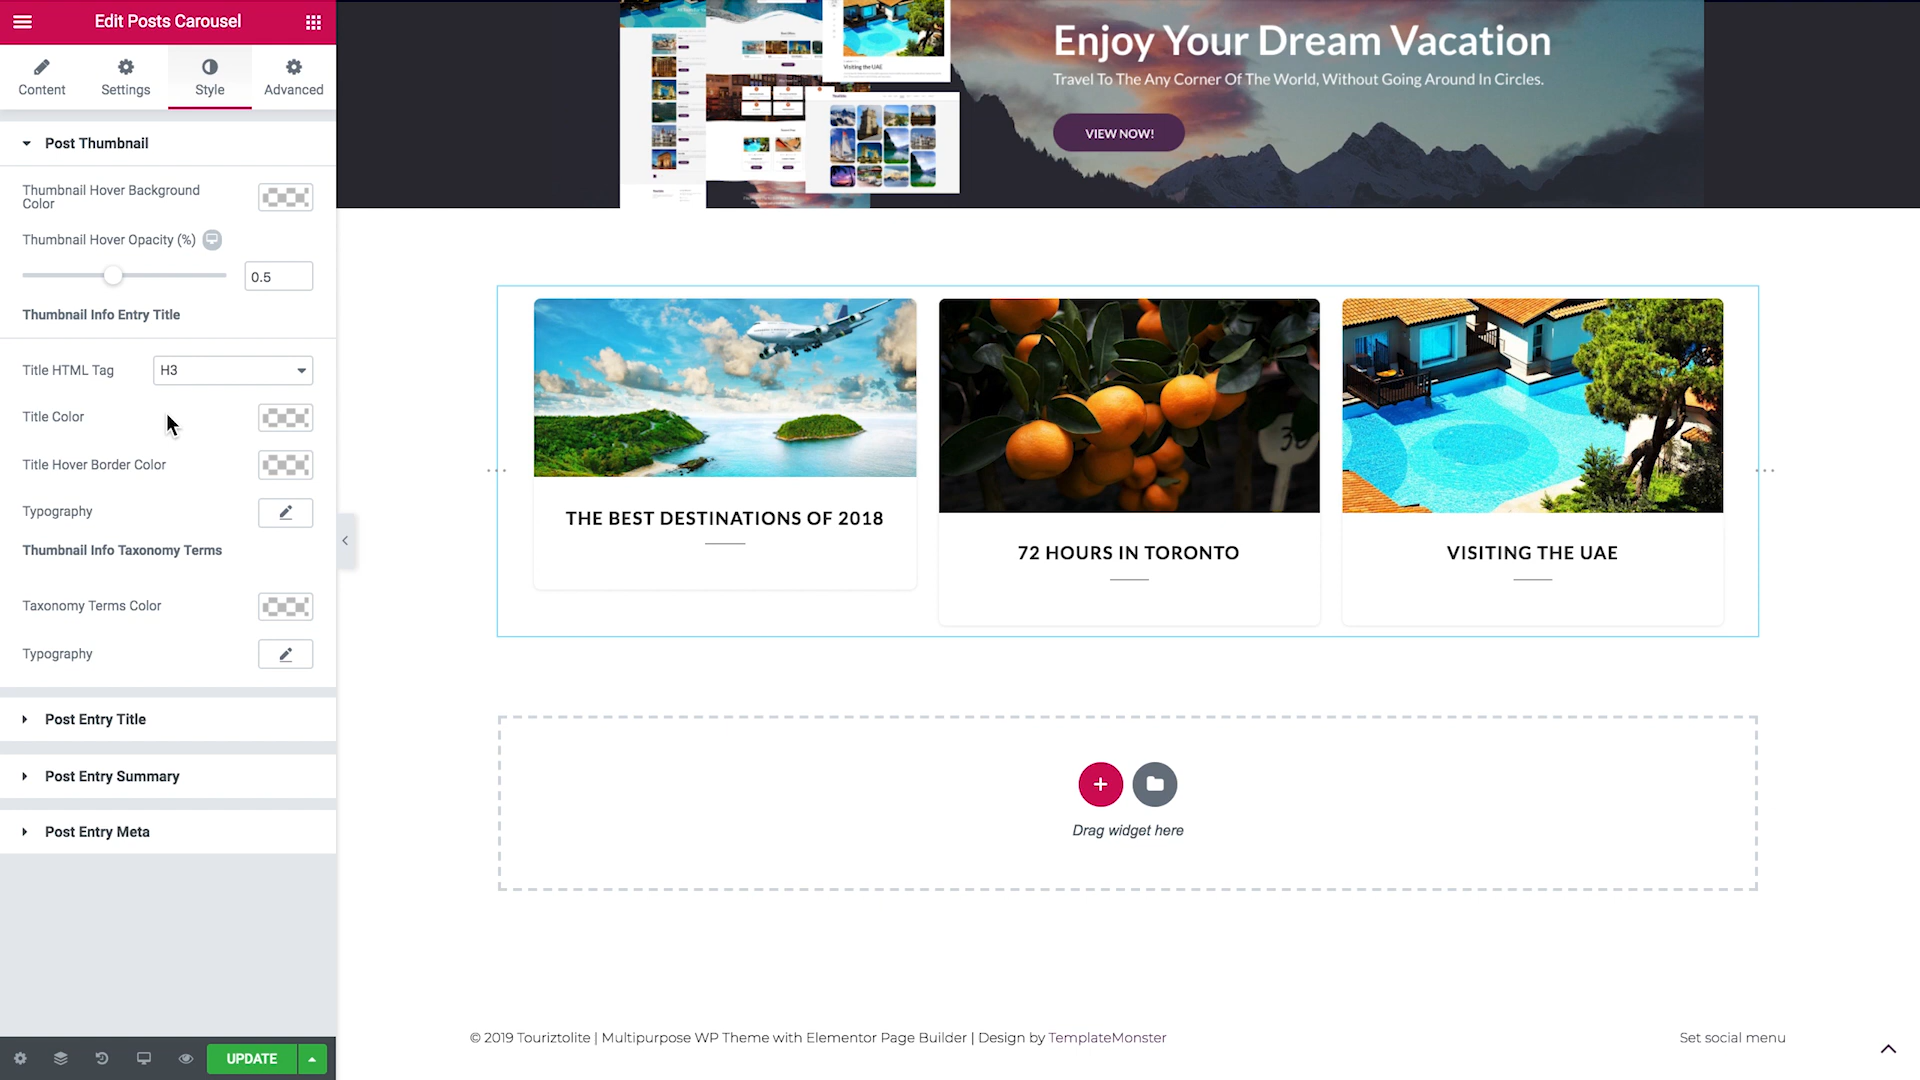 Edit Posts Carousel
Content
Settings
Style
Advanced
Post Thumbnail
Thumbnail Hover Background
Color
Thumbnail Hover Opacity (%)
0.5
Thumbnail Info Entry Title
Title HTML Tag
H3
Title Color
Title Hover Border Color
Typography
Thumbnail Info Taxonomy Terms
Taxonomy Terms Color
Typography
Post Entry Title
Post Entry Summary
Post Entry Meta
UPDATE
Visiting the UAE
Enjoy Your Dream Vacation
Travel To The Any Corner Of The World, Without Going Around In Circles.
VIEW NOW!
THE BEST DESTINATIONS OF 2018
72 HOURS IN TORONTO
VISITING THE UAE
Drag widget here
© 2019 Touriztolite | Multipurpose WP Theme with Elementor Page Builder | Design by TemplateMonster
Set social menu